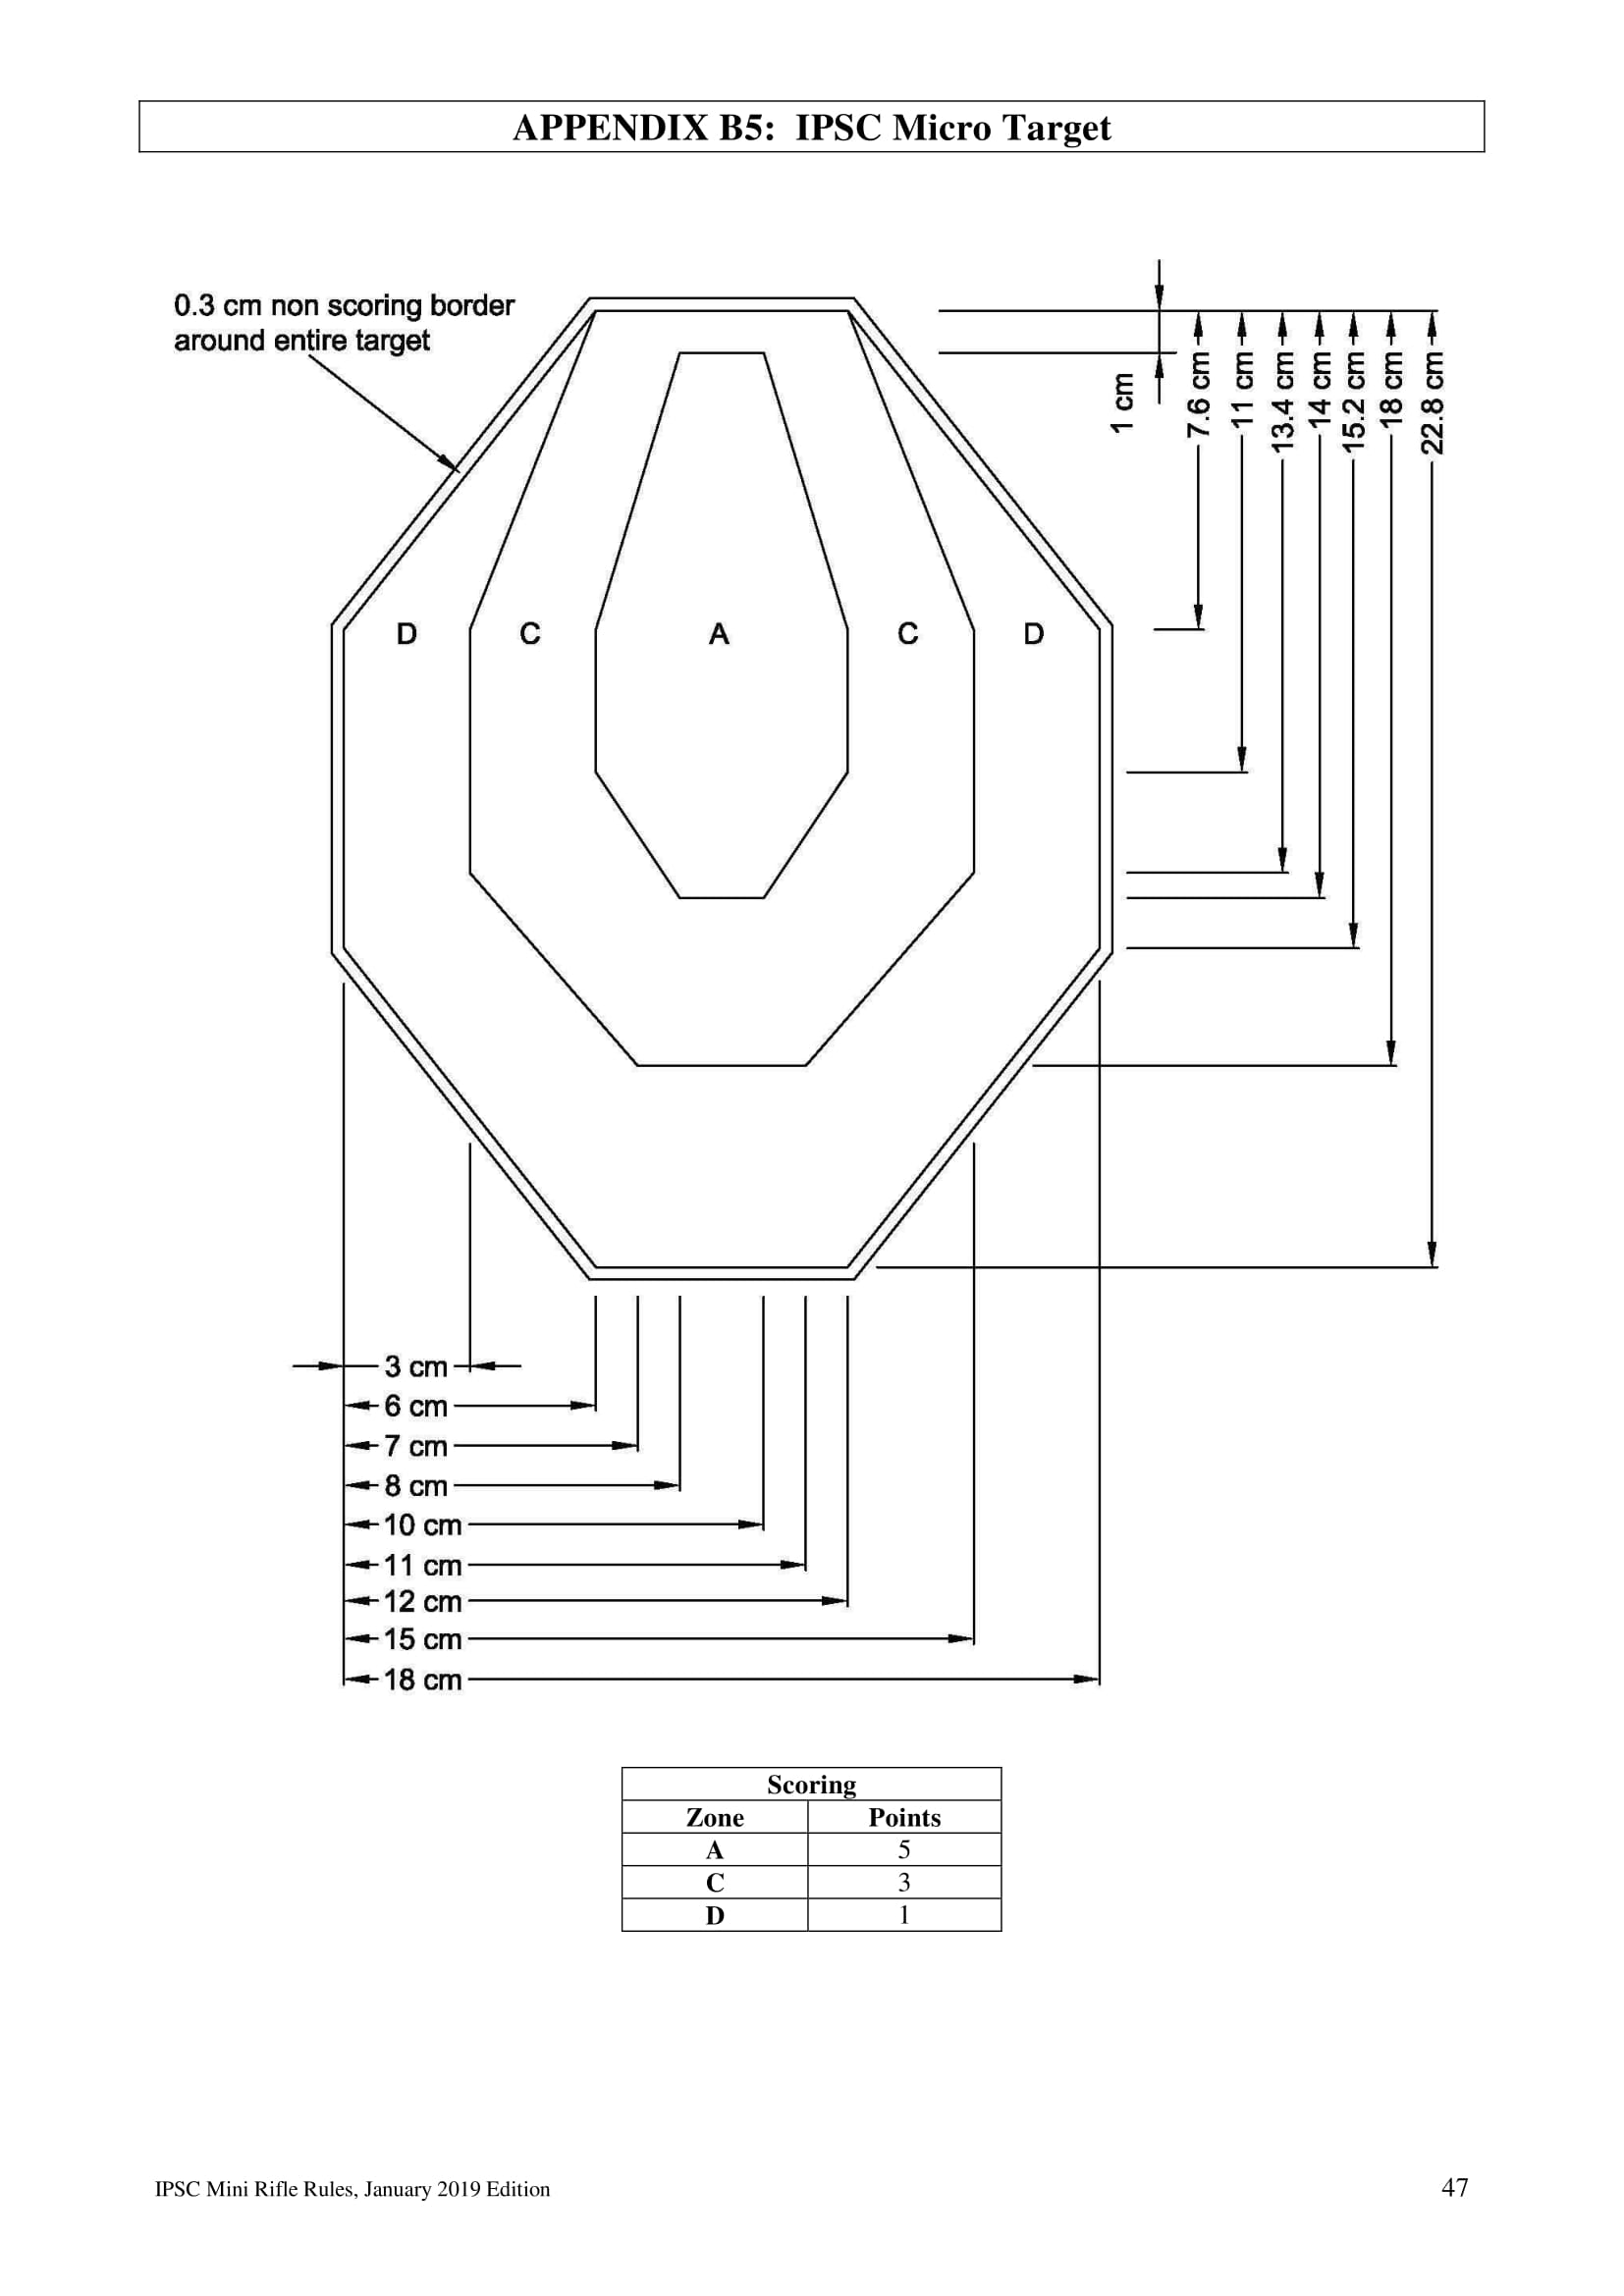 APPENDIX B5: IPSC Micro Target
0.3 cm non scoring border
around entire target
1 cm
7.6 cm
11 cm
13.4 cm
14 cm
15.2 cm
18 cm
22.8 cm
D C A C D
3 cm
6 cm
7 cm
8 cm
10 cm
11 cm
12 cm
15 cm
18 cm
Scoring
Zone Points
A 5
C 3
D 1
IPSC Mini Rifle Rules, January 2019 Edition 47